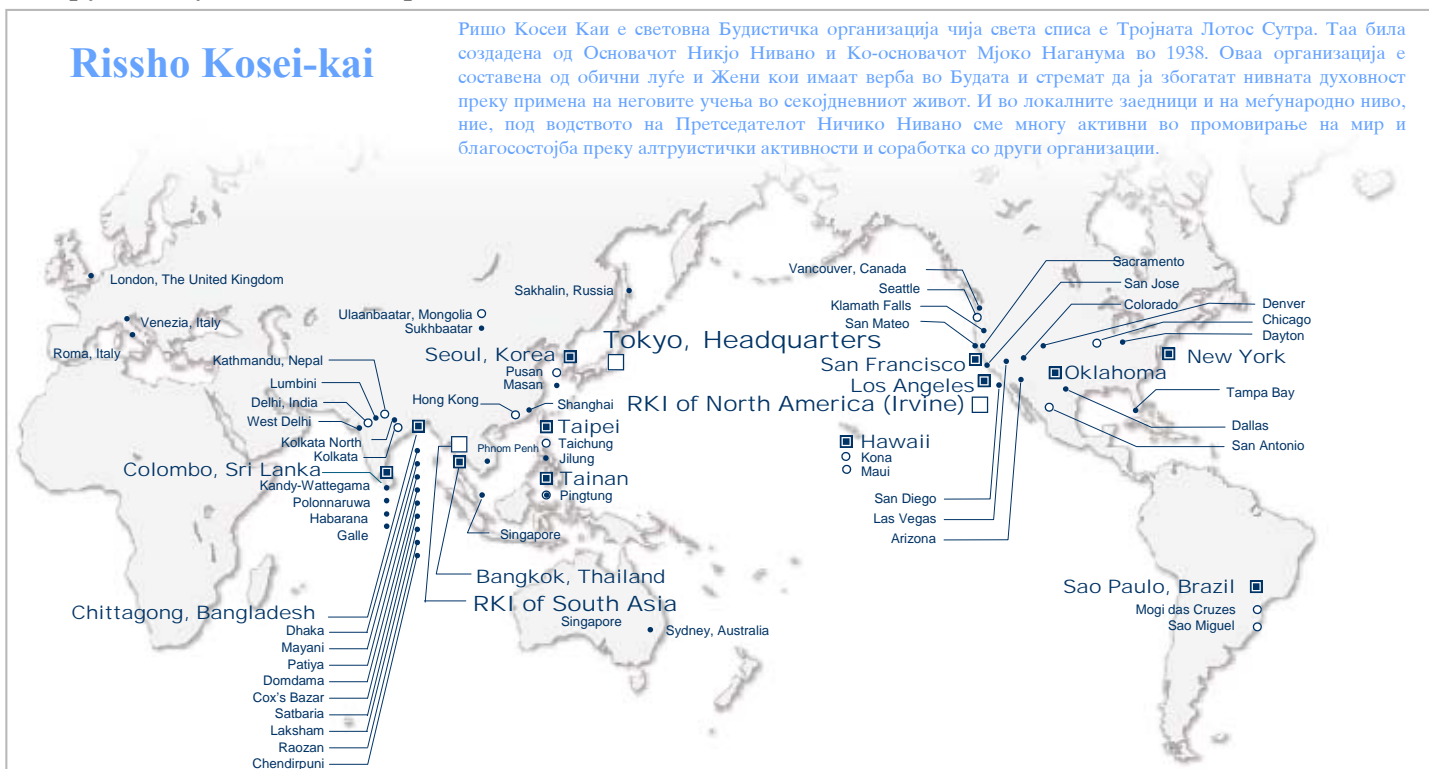 Rissho Kosei-kai
Ришо Косеи Каи е световна Будистичка организација чија света списа е Тројната Лотос Сутра. Таа била
создадена од Основачот Никјо Нивано и Ко-основачот Мјоко Наганума во 1938. Оваа организација е
составена од обични луѓе и Жени кои имаат верба во Будата и стремат да ја збогатат нивната духовност
преку примена на неговите учења во секојдневниот живот. И во локалните заедници и на меѓународно ниво,
ние, под водството на Претседателот Ничико Нивано сме многу активни во промовирање на мир и
благосостојба преку алтруистички активности и соработка со други организации.
London, The United Kingdom
Venezia, Italy
Roma, Italy
Sakhalin, Russia
Ulaanbaatar, Mongolia
Sukhbaatar
Tokyo, Headquarters
Seoul, Korea
Pusan
Masan
Kathmandu, Nepal
Lumbini
Delhi, India
West Delhi
Kolkata North
Kolkata
Hong Kong
Shanghai
Taipei
Taichung
Jilung
Tainan
Pingtung
Phnom Penh
Colombo, Sri Lanka
Kandy-Wattegama
Polonnaruwa
Habarana
Galle
Singapore
Bangkok, Thailand
RKI of South Asia
Singapore
Sydney, Australia
Chittagong, Bangladesh
Dhaka
Mayani
Patiya
Domdama
Cox's Bazar
Satbaria
Laksham
Raozan
Chendirpuni
Vancouver, Canada
Seattle
Klamath Falls
San Mateo
San Francisco
Los Angeles
RKI of North America (Irvine)
Hawaii
Kona
Maui
San Diego
Las Vegas
Arizona
Sacramento
San Jose
Colorado
Denver
Chicago
Dayton
New York
Oklahoma
Tampa Bay
Dallas
San Antonio
Sao Paulo, Brazil
Mogi das Cruzes
Sao Miguel